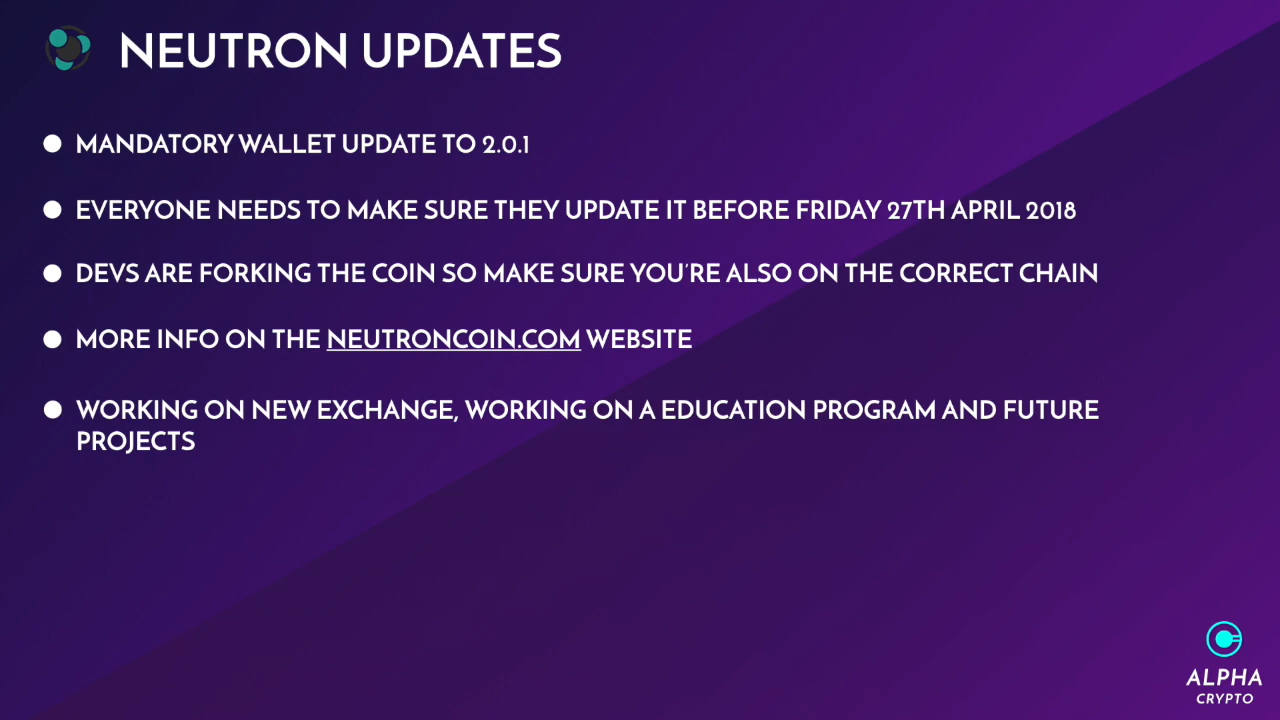 NEUTRON UPDATES
MANDATORY WALLET UPDATE TO 2.0.1
EVERYONE NEEDS TO MAKE SURE THEY UPDATE IT BEFORE FRIDAY 27TH APRIL 2018
DEVS ARE FORKING THE COIN SO MAKE SURE YOU'RE ALSO ON THE CORRECT CHAIN
MORE INFO ON THE NEUTRONCOIN.COM WEBSITE
WORKING ON NEW EXCHANGE, WORKING ON A EDUCATION PROGRAM AND FUTURE
PROJECTS
ALPHA
CRYPTO